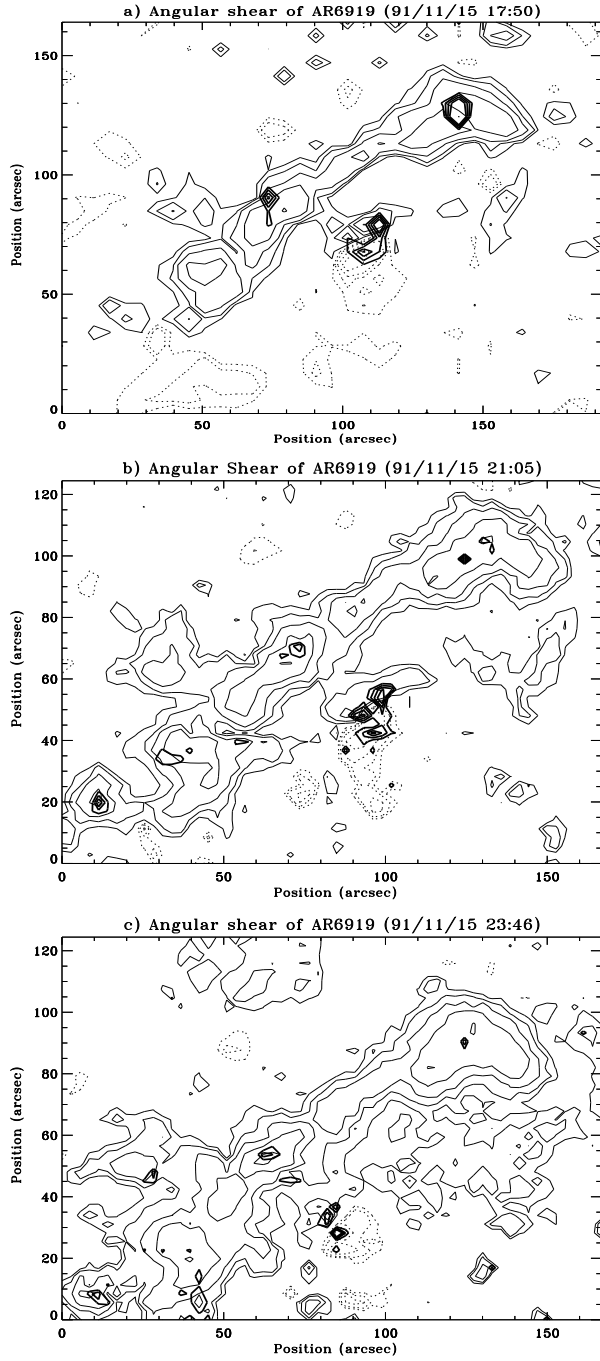 a) Angular shear of AR6919 (91/11/15 17:50)
150
100
50
0
Position (arcsec)
0 50 100 150
Position (arcsec)
b) Angular Shear of AR6919 (91/11/15 21:05)
120
100
80
60
40
20
0
Position (arcsec)
0 50 100 150
Position (arcsec)
c) Angular shear of AR6919 (91/11/15 23:46)
120
100
80
60
40
20
0
Position (arcsec)
0 50 100 150
Position (arcsec)